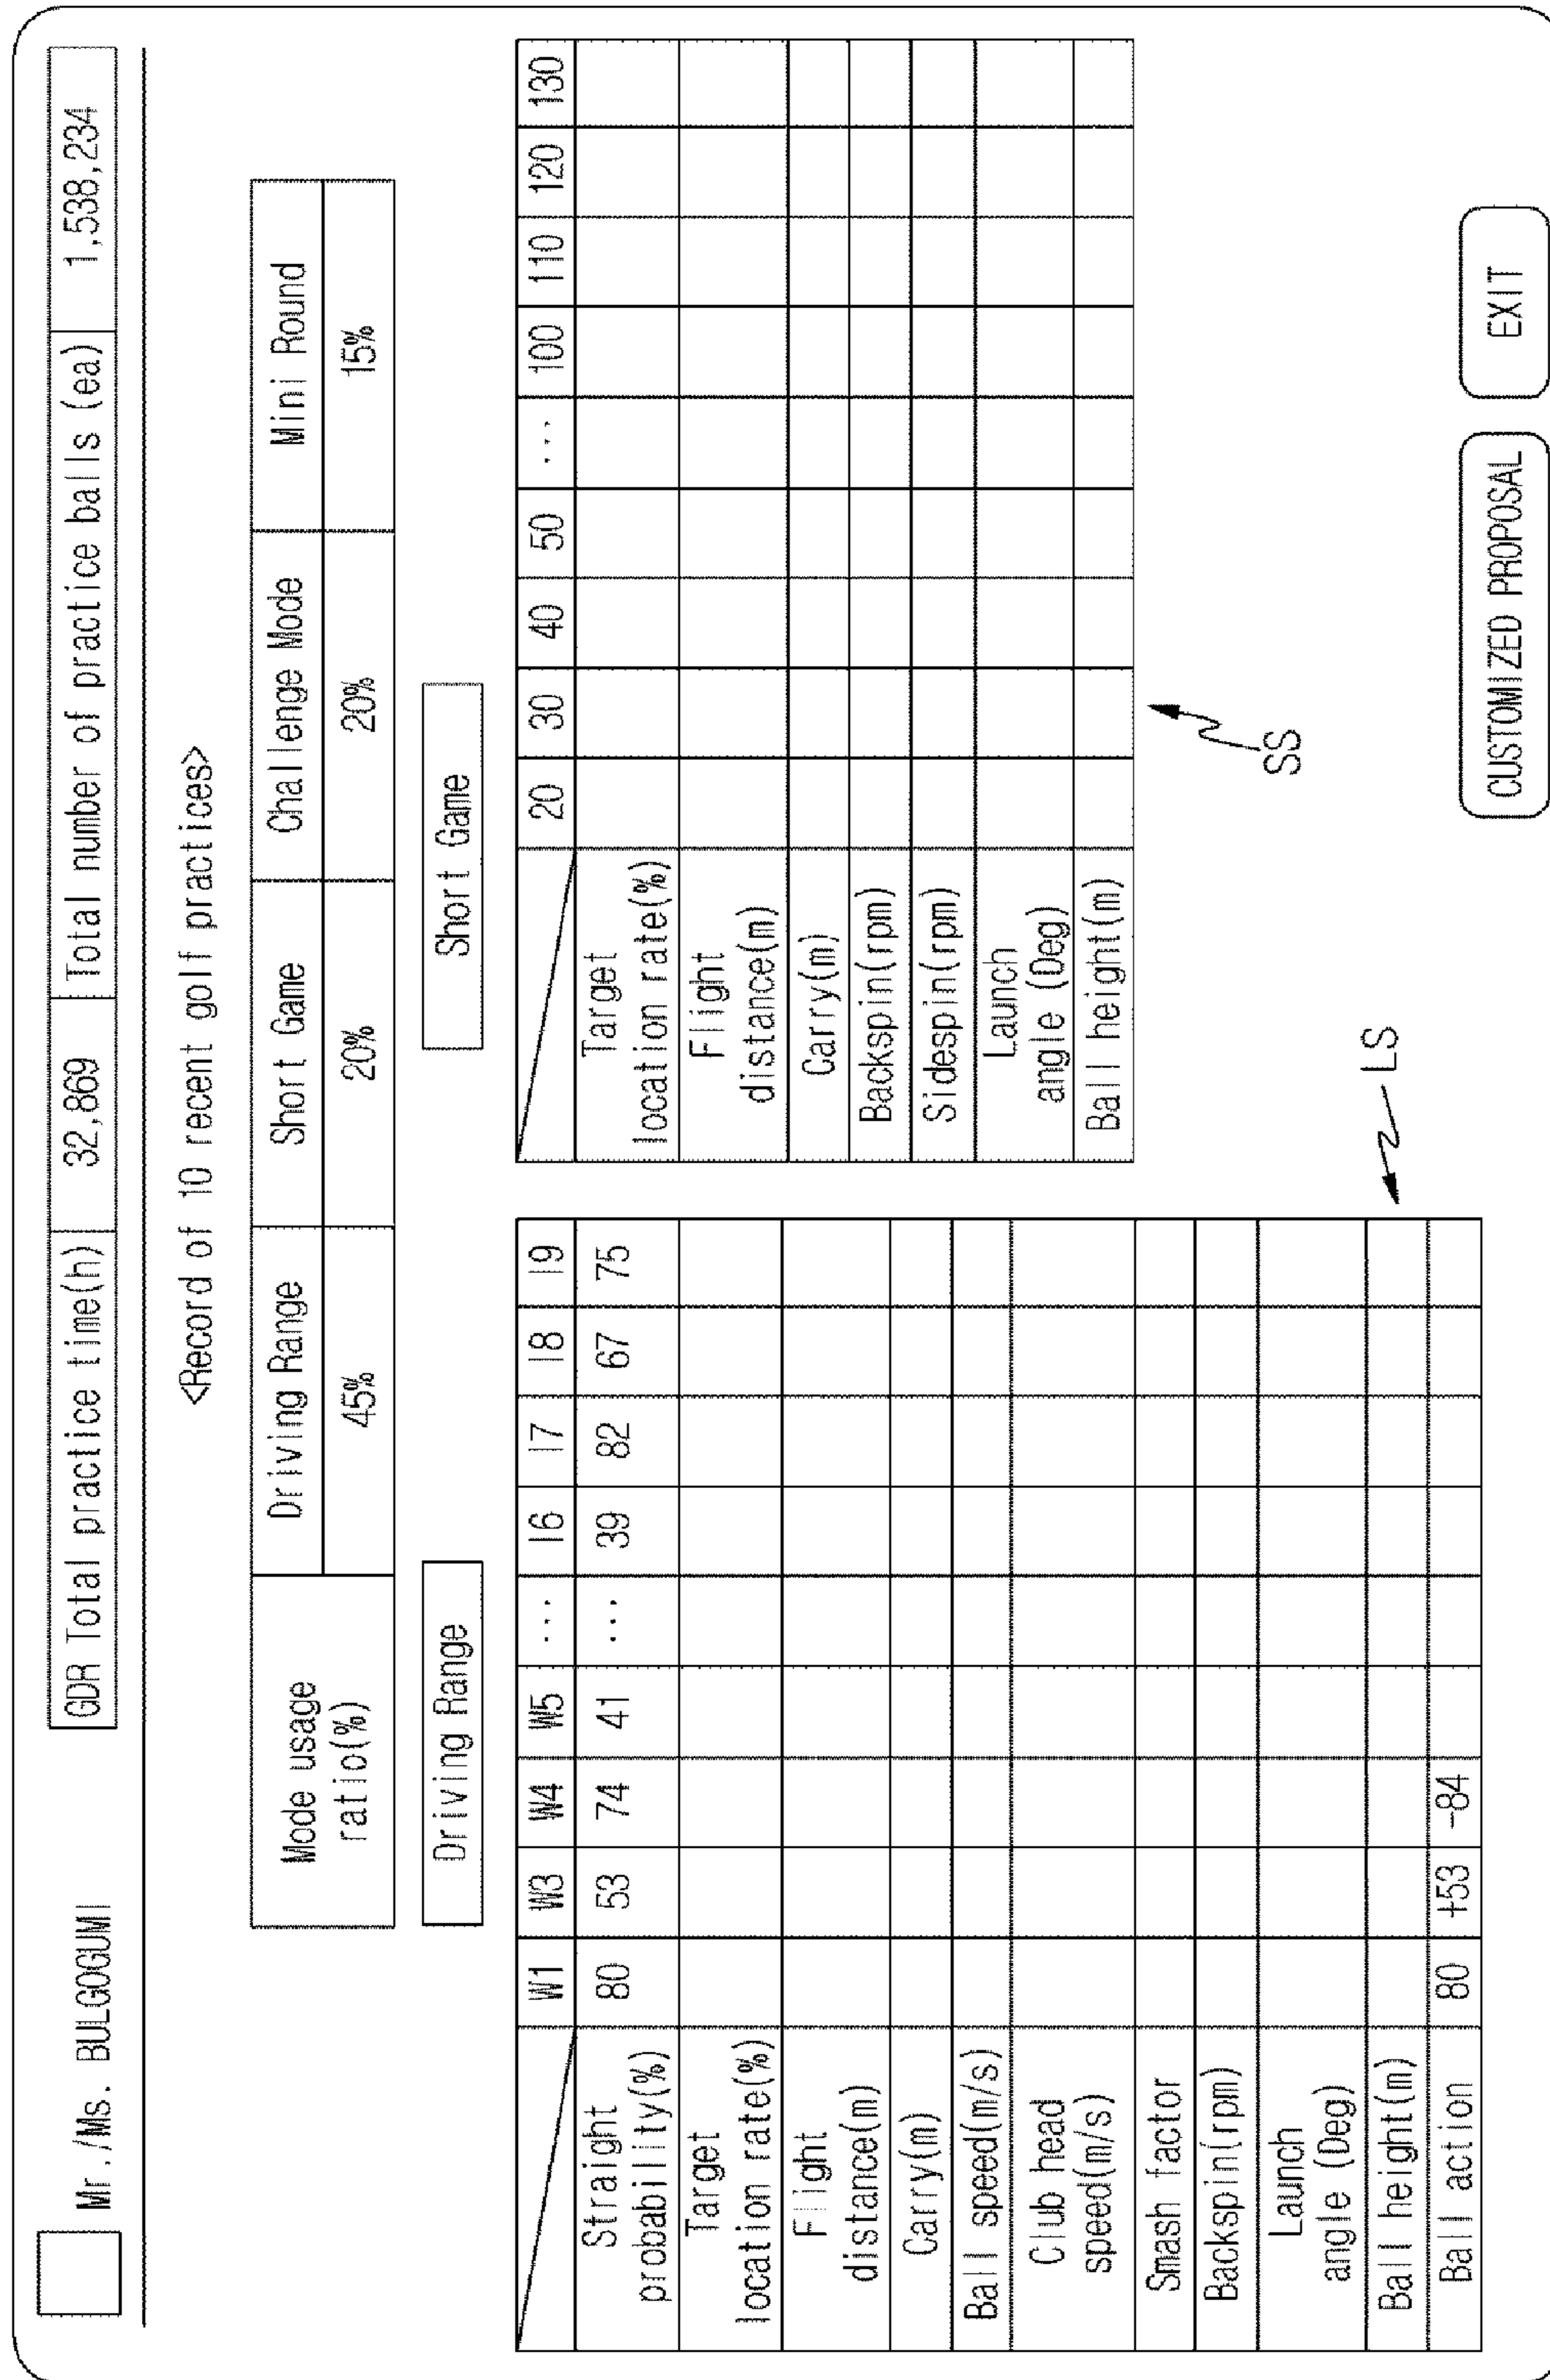 Mr./Ms. BULGOGUMI
GDR Total practice time(h) 32,869 Total number of practice balls (ea) 1,538,234
<Record of 10 recent golf practices>
Mode usage ratio(%) Driving Range Short Game Challenge Mode Mini Round
45% 20% 20% 15%
Driving Range
W1 W3 W4 W5 ... I6 I7 I8 I9
Straight
probability(%) 80 53 74 41 ... 39 82 67 75
Target
location rate(%)
Flight
distance(m)
Carry(m)
Ball speed(m/s)
Club head
speed(m/s)
Smash factor
Backspin(rpm)
Launch
angle (Deg)
Ball height(m)
Ball action 80 +53 -84
LS
Short Game
20 30 40 50 ... 100 110 120 130
Target
location rate(%)
Flight
distance(m)
Carry(m)
Backspin(rpm)
Sidespin(rpm)
Launch
angle (Deg)
Ball height(m)
SS
CUSTOMIZED PROPOSAL
EXIT